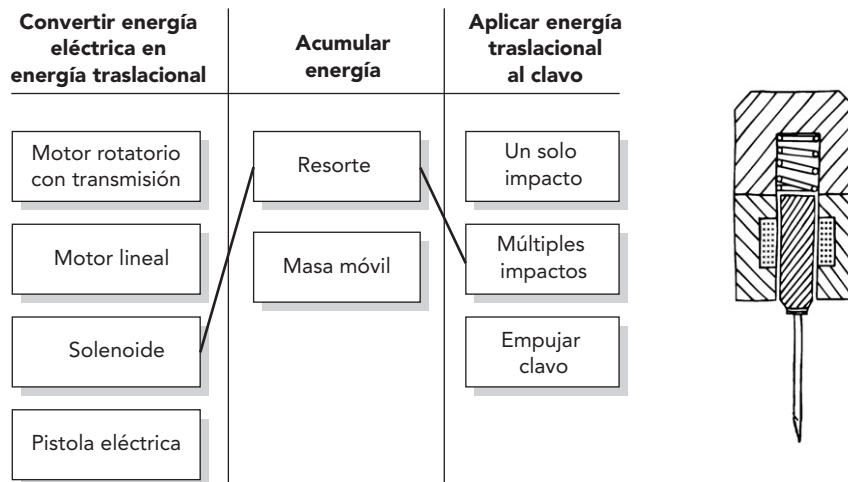 Convertir energía
eléctrica en
energía traslacional
Acumular
energía
Aplicar energía
traslacional
al clavo
Motor rotatorio
con transmisión
Motor lineal
Solenoide
Pistola eléctrica
Resorte
Masa móvil
Un solo
impacto
Múltiples
impactos
Empujar
clavo